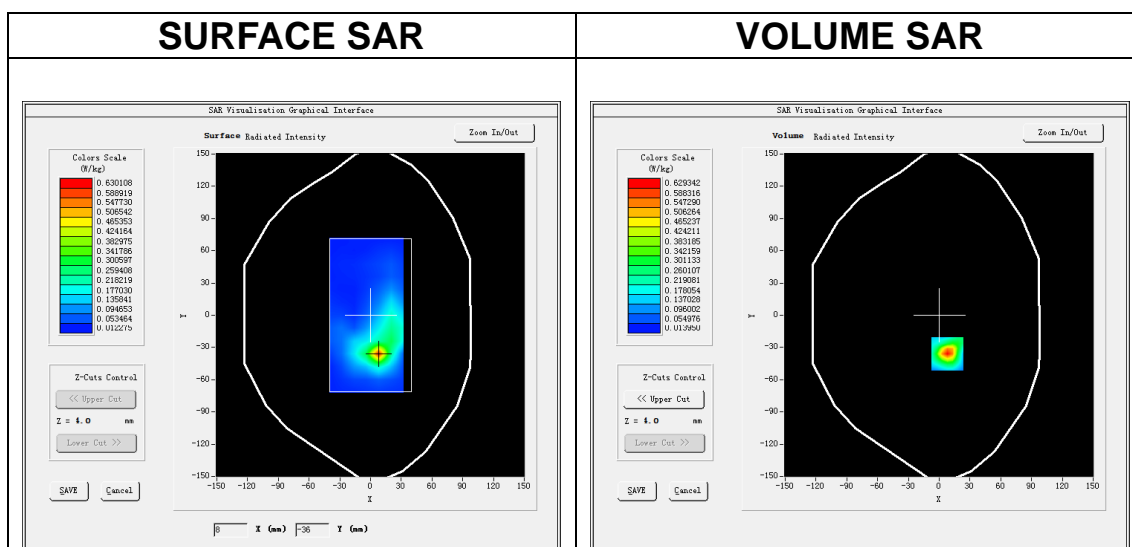 SURFACE SAR
VOLUME SAR
SAR Visualisation Graphical Interface
Surface Radiated Intensity
Zoom In/Out
Colors Scale
(W/kg)
0.630108
0.588919
0.547730
0.506542
0.465353
0.424164
0.382975
0.341786
0.300597
0.259408
0.218219
0.177030
0.135841
0.094653
0.053464
0.012275
150
120
90
60
30
0
-30
-60
-90
-120
-150
Y
-150 -120 -90 -60 -30 0 30 60 90 120 150
X
Z-Cuts Control
<< Upper Cut
Z = 4.0 mm
Lower Cut >>
SAVE Cancel
8 X (mm) -36 Y (mm)
SAR Visualisation Graphical Interface
Volume Radiated Intensity
Zoom In/Out
Colors Scale
(W/kg)
0.629342
0.588316
0.547290
0.506264
0.465237
0.424211
0.383185
0.342159
0.301133
0.260107
0.219081
0.178054
0.137028
0.096002
0.054976
0.013950
150
120
90
60
30
0
-30
-60
-90
-120
-150
Y
-150 -120 -90 -60 -30 0 30 60 90 120 150
X
Z-Cuts Control
<< Upper Cut
Z = 4.0 mm
Lower Cut >>
SAVE Cancel